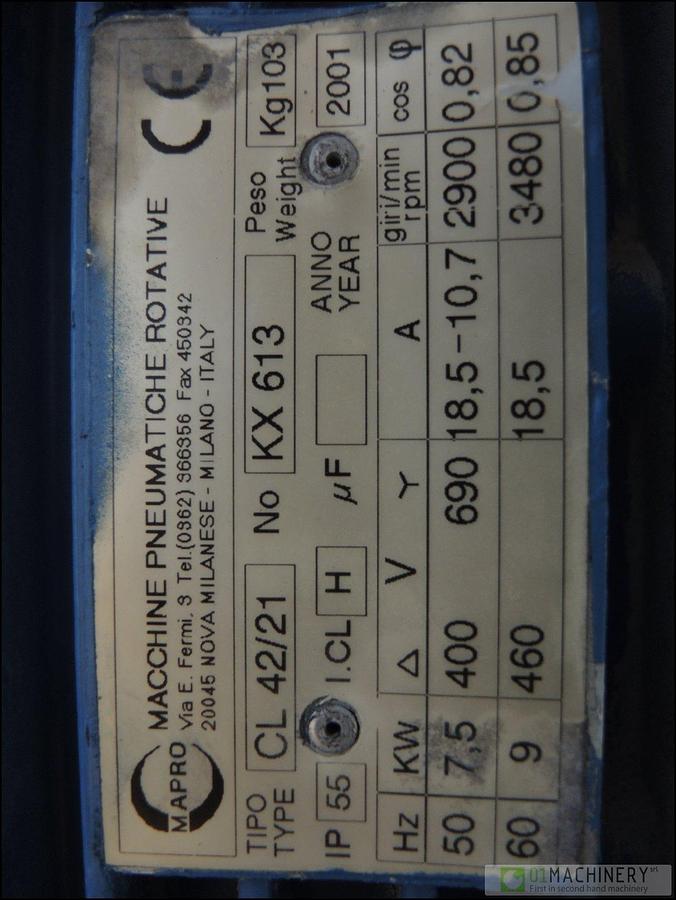 MAPRO
MACCHINE PNEUMATICHE ROTATIVE CE
Via E. Fermi, 3 Tel.(0362) 366356 Fax 450342
20045 NOVA MILANESE - MILANO - ITALY
TIPO
TYPE CL 42/21 No KX 613 Peso
Weight Kg103
IP 55 I.CL H µF ANNO
YEAR 2001
Hz KW Δ V Y A giri/min
rpm cos φ
50 7,5 400 690 18,5-10,7 2900 0,82
60 9 460 18,5 3480 0,85
01MACHINERY srl
First in second hand machinery